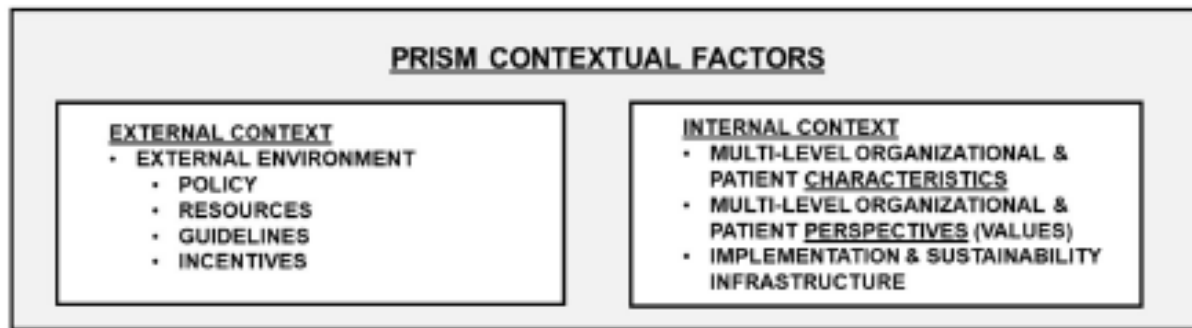 PRISM CONTEXTUAL FACTORS
EXTERNAL CONTEXT
• EXTERNAL ENVIRONMENT
• POLICY
• RESOURCES
• GUIDELINES
• INCENTIVES
INTERNAL CONTEXT
• MULTI-LEVEL ORGANIZATIONAL &
PATIENT CHARACTERISTICS
• MULTI-LEVEL ORGANIZATIONAL &
PATIENT PERSPECTIVES (VALUES)
• IMPLEMENTATION & SUSTAINABILITY
INFRASTRUCTURE